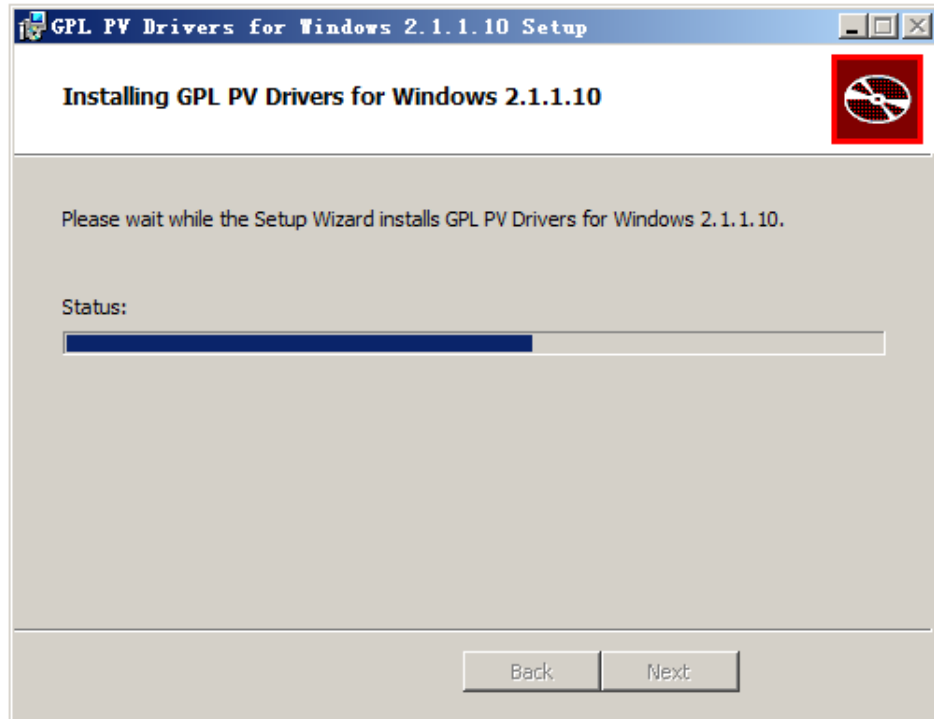 GPL PV Drivers for Windows 2.1.1.10 Setup
Installing GPL PV Drivers for Windows 2.1.1.10
Please wait while the Setup Wizard installs GPL PV Drivers for Windows 2.1.1.10.
Status:
Back Next